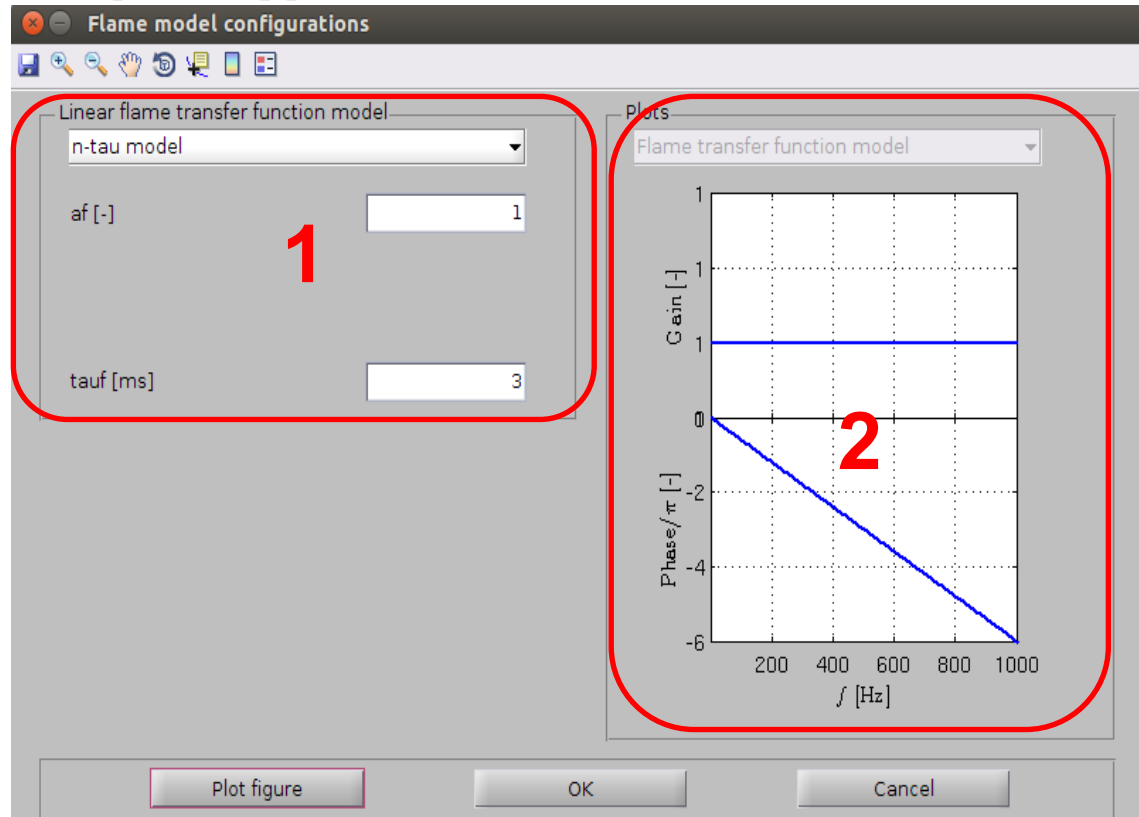 Flame model configurations
Linear flame transfer function model
n-tau model
af [-]
1
1
tauf [ms]
3
Plots
Flame transfer function model
1
1
Gain [-]
1
0
2
-2
Phase/π [-]
-4
-6
200 400 600 800 1000
f [Hz]
Plot figure OK Cancel